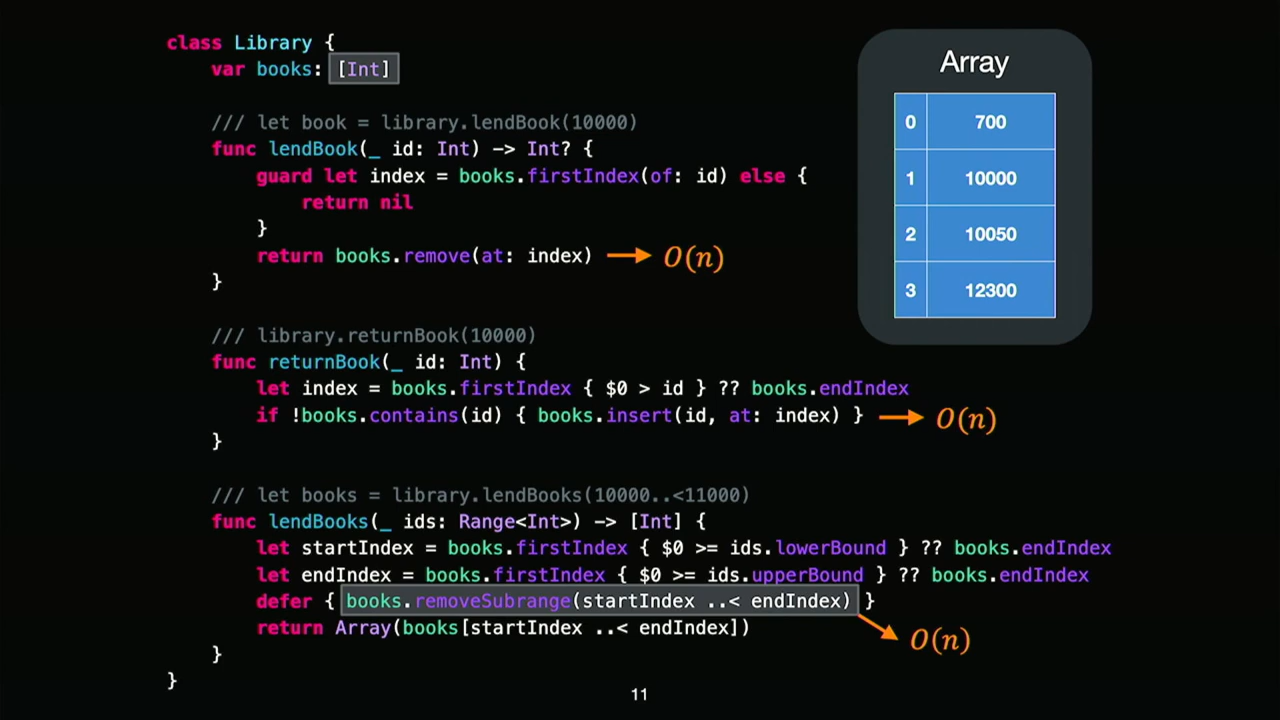 class Library {
var books: [Int]
/// let book = library.lendBook(10000)
func lendBook(_ id: Int) -> Int? {
guard let index = books.firstIndex(of: id) else {
return nil
}
return books.remove(at: index)
O(n)
}
/// library.returnBook(10000)
func returnBook(_ id: Int) {
let index = books.firstIndex { $0 > id } ?? books.endIndex
if !books.contains(id) { books.insert(id, at: index) }
O(n)
}
/// let books = library.lendBooks(10000..<11000)
func lendBooks(_ ids: Range<Int>) -> [Int] {
let startIndex = books.firstIndex { $0 >= ids.lowerBound } ?? books.endIndex
let endIndex = books.firstIndex { $0 >= ids.upperBound } ?? books.endIndex
defer { books.removeSubrange(startIndex ..< endIndex) }
O(n)
return Array(books[startIndex ..< endIndex])
}
}
Array
0 700
1 10000
2 10050
3 12300
11